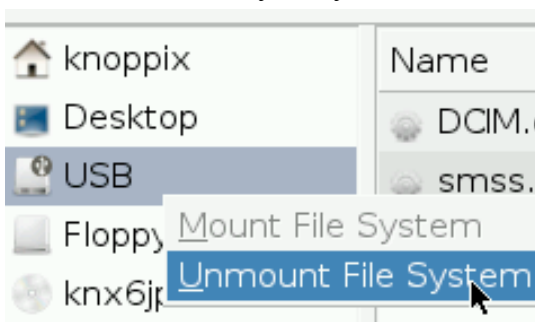 knoppix
Name
Desktop
DCIM.
USB
smss.
Floppy
Mount File System
Unmount File System
knx6jp